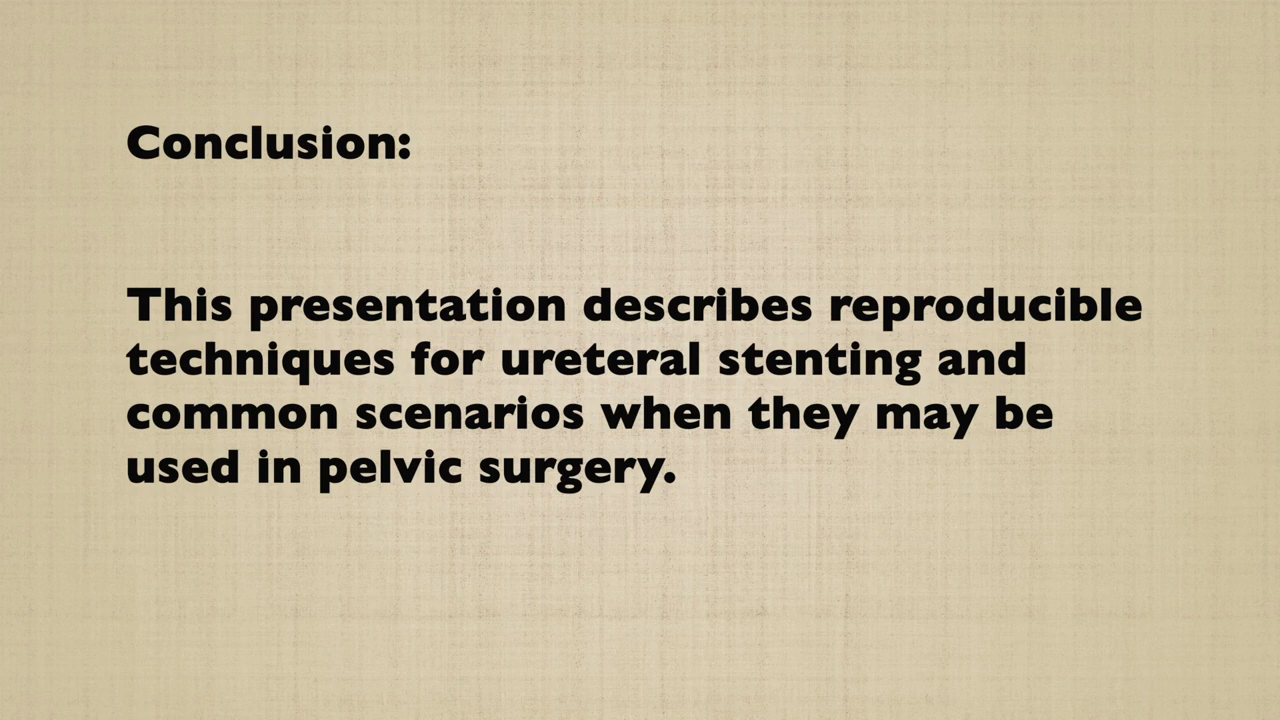 Conclusion:
This presentation describes reproducible
techniques for ureteral stenting and
common scenarios when they may be
used in pelvic surgery.